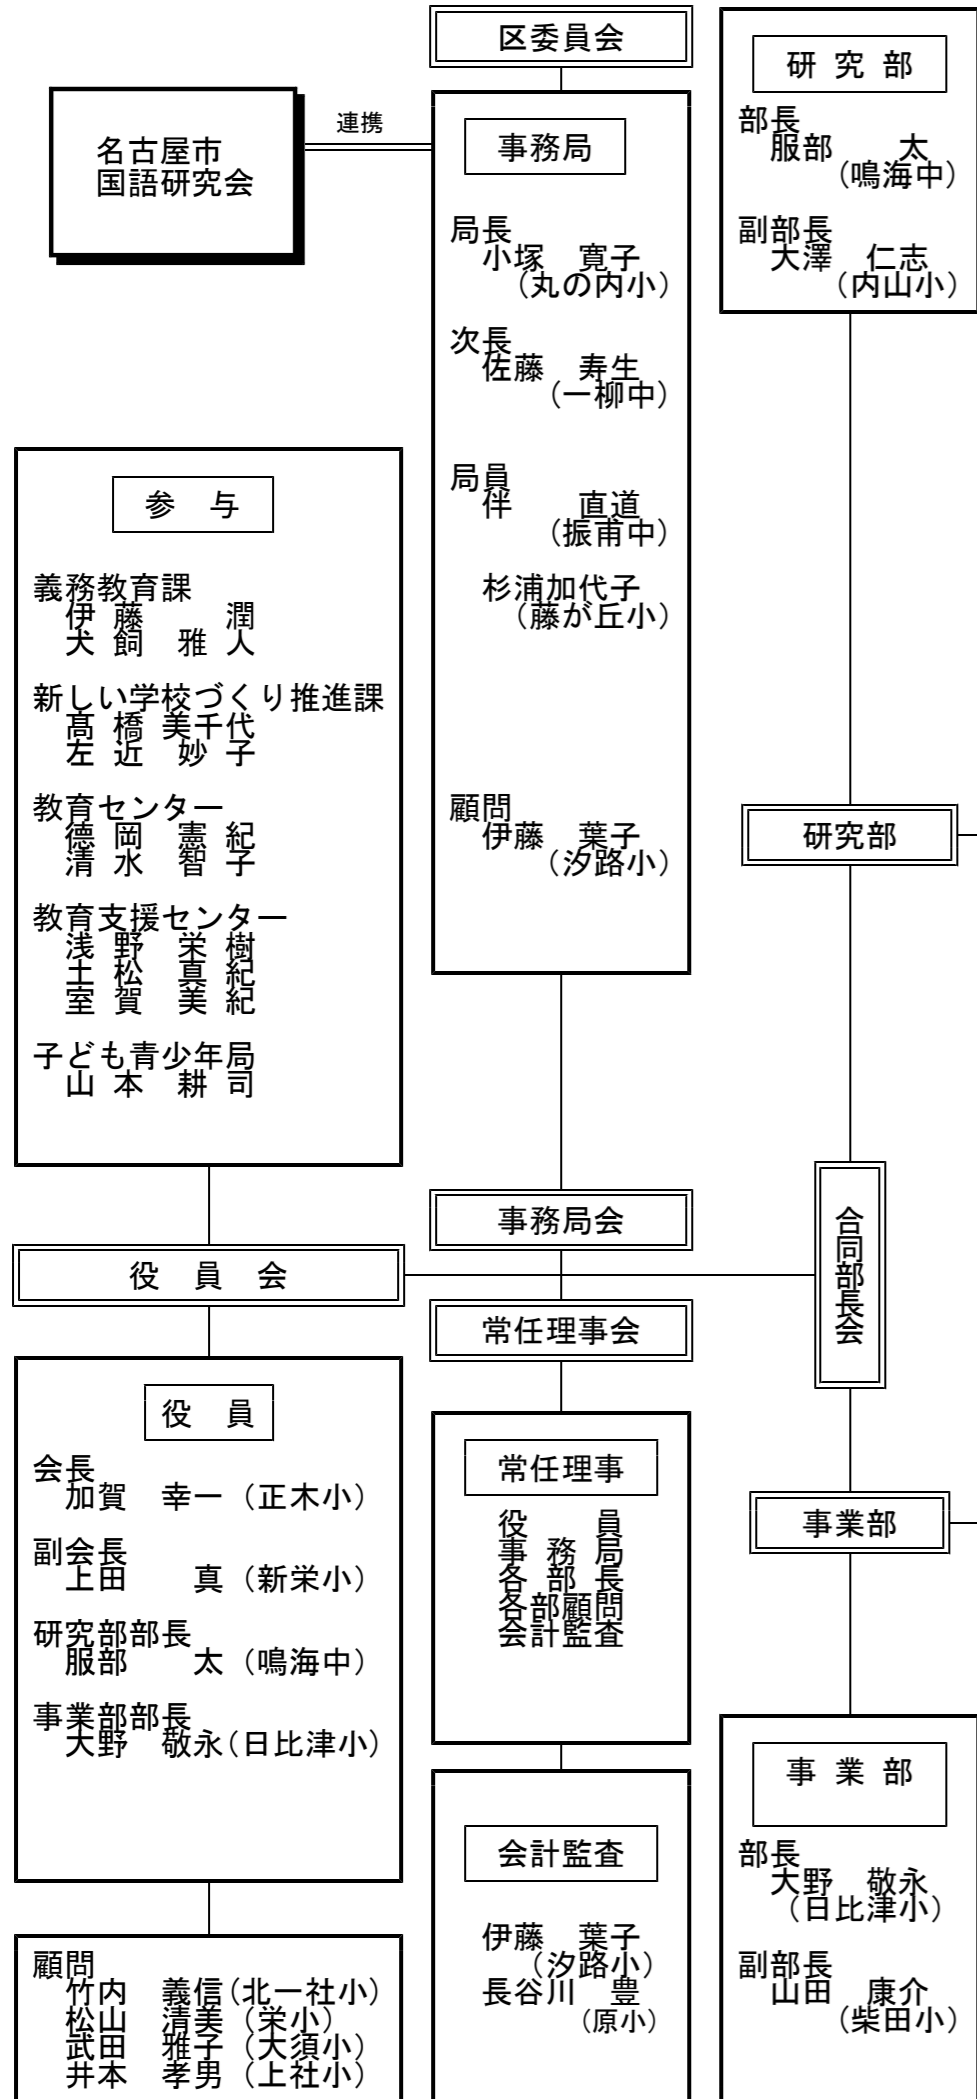 区委員会
連携
名古屋市
国語研究会
事務局
局長
小塚　寛子
(丸の内小)
次長
佐藤　寿生
(一柳中)
局員
伴　　直道
(振甫中)
杉浦加代子
(藤が丘小)
顧問
伊藤　葉子
(汐路小)
研 究 部
部長
服部　　太
(鳴海中)
副部長
大澤　仁志
(内山小)
参　与
義務教育課
伊 藤　　潤
犬 飼　雅 人
新しい学校づくり推進課
髙 橋 美千代
左 近　妙 子
教育センター
德 岡　憲 紀
清 水　智 子
教育支援センター
浅 野　栄 樹
土 松　真 紀
室 賀　美 紀
子ども青少年局
山 本　耕 司
研究部
事務局会
合同部長会
役　員　会
常任理事会
役　員
会長
加賀　幸一 (正木小)
副会長
上田　　真 (新栄小)
研究部部長
服部　　太 (鳴海中)
事業部部長
大野　敬永(日比津小)
常任理事
役　　員
事 務 局
各 部 長
各部顧問
会計監査
事業部
会計監査
伊藤　葉子
(汐路小)
長谷川　豊
(原小)
事 業 部
部長
大野　敬永
(日比津小)
副部長
山田　康介
(柴田小)
顧問
竹内　義信(北一社小)
松山　清美 (栄小)
武田　雅子 (大須小)
井本　孝男 (上社小)